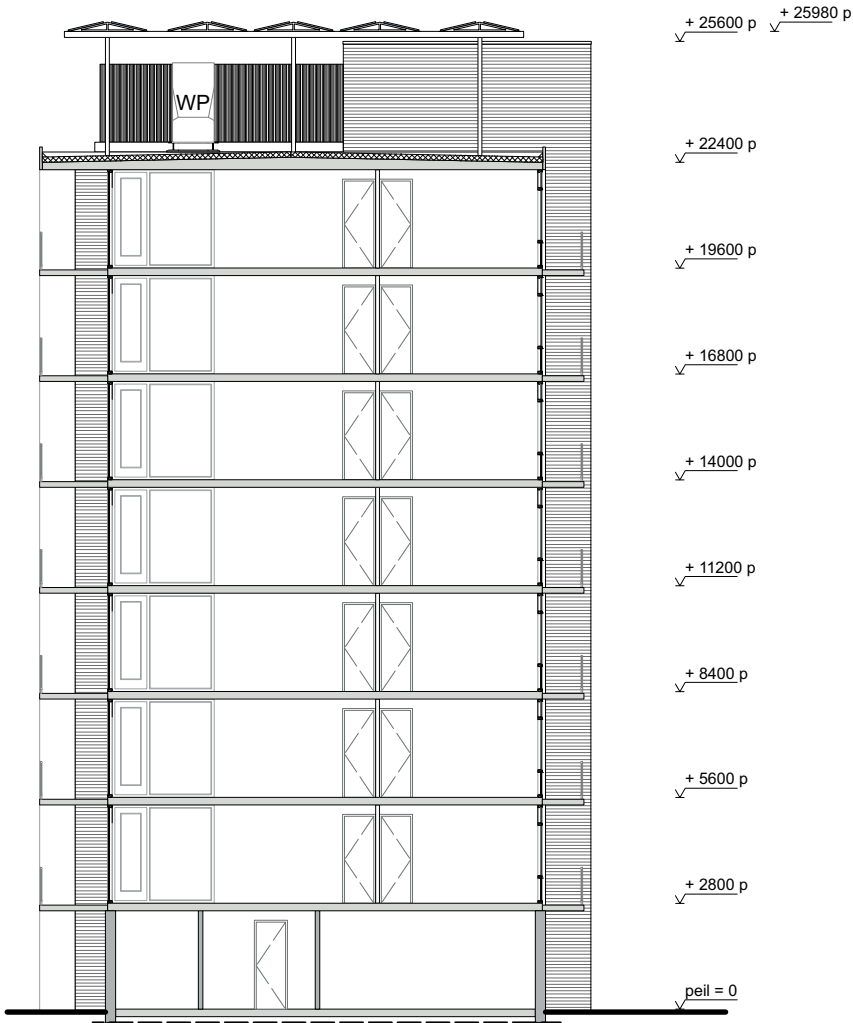 + 25980 p
+ 25600 p
WP
+ 22400 p
+ 19600 p
+ 16800 p
+ 14000 p
+ 11200 p
+ 8400 p
+ 5600 p
+ 2800 p
peil = 0